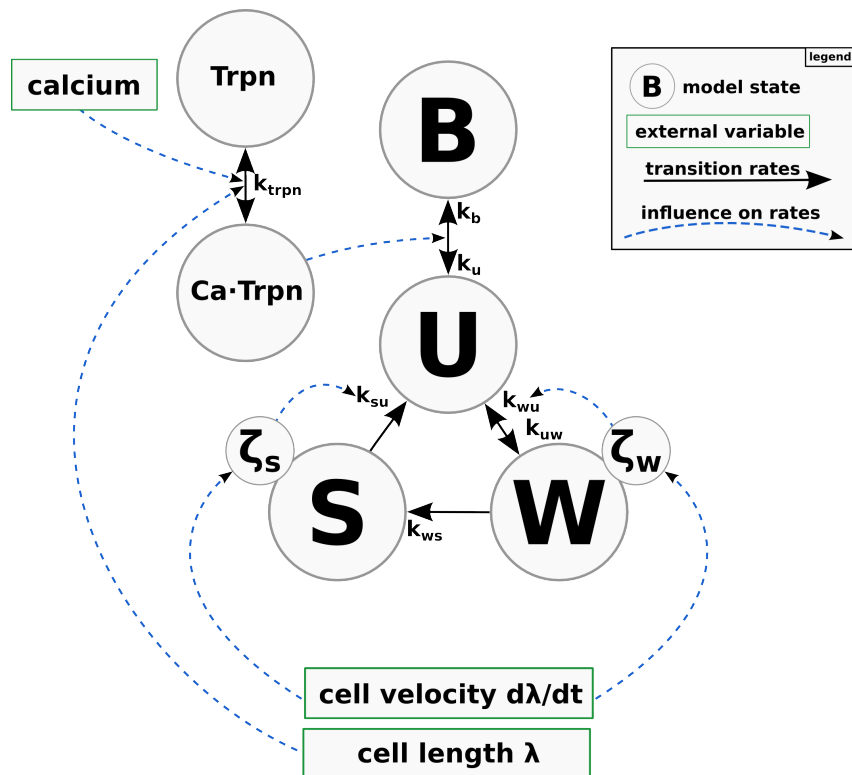 legend
B model state
external variable
transition rates
influence on rates
calcium
Trpn
k_trpn
Ca·Trpn
B
k_b
k_u
U
k_su
k_wu
k_uw
ζ_s
ζ_w
S
W
k_ws
cell velocity dλ/dt
cell length λ